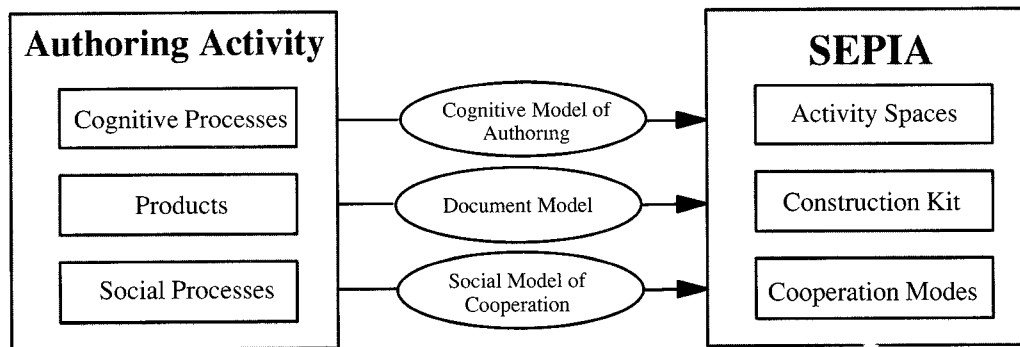 Authoring Activity
Cognitive Processes
Products
Social Processes
Cognitive Model of
Authoring
Document Model
Social Model of
Cooperation
SEPIA
Activity Spaces
Construction Kit
Cooperation Modes